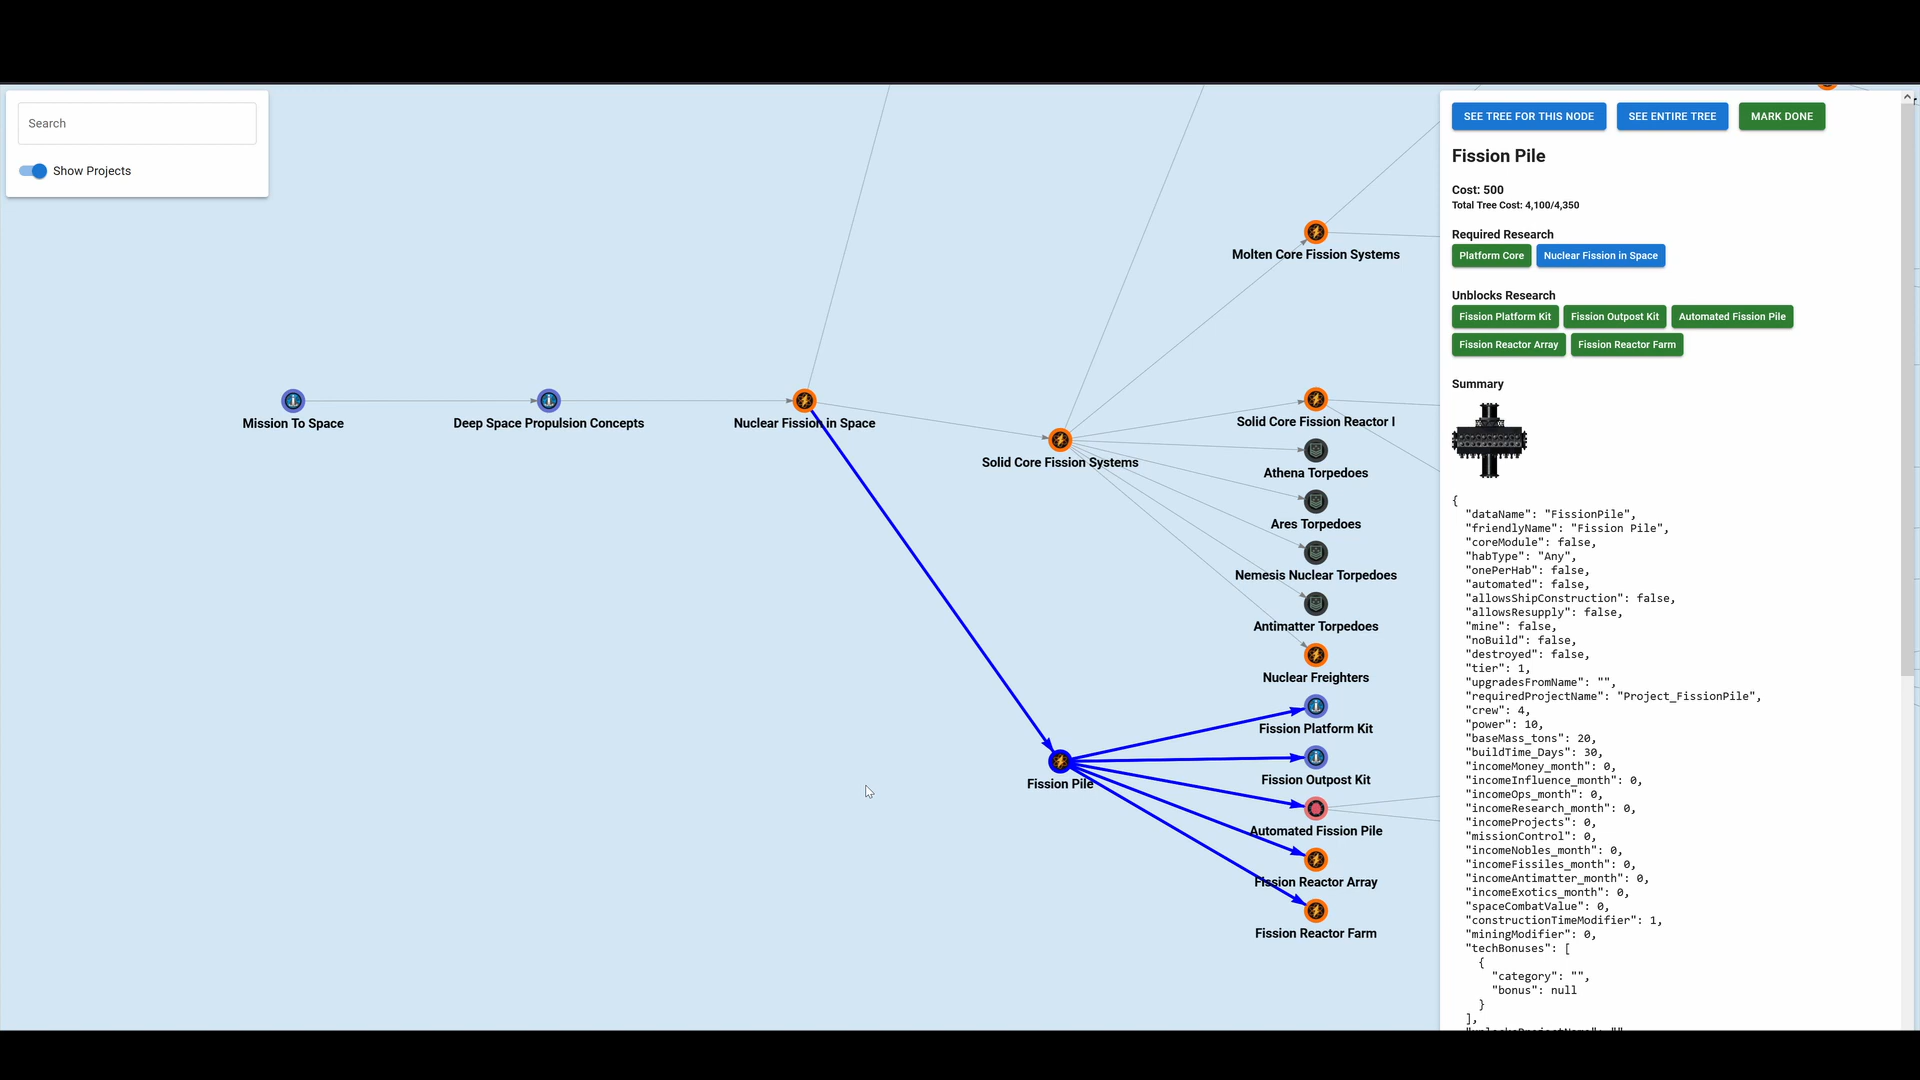 Search
Show Projects
Mission To Space
Deep Space Propulsion Concepts
Nuclear Fission in Space
Solid Core Fission Systems
Fission Pile
Molten Core Fission Systems
Solid Core Fission Reactor I
Athena Torpedoes
Ares Torpedoes
Nemesis Nuclear Torpedoes
Antimatter Torpedoes
Nuclear Freighters
Fission Platform Kit
Fission Outpost Kit
Automated Fission Pile
Fission Reactor Array
Fission Reactor Farm
SEE TREE FOR THIS NODE SEE ENTIRE TREE MARK DONE
Fission Pile
Cost: 500
Total Tree Cost: 4,100/4,350
Required Research
Platform Core Nuclear Fission in Space
Unblocks Research
Fission Platform Kit Fission Outpost Kit Automated Fission Pile
Fission Reactor Array Fission Reactor Farm
Summary
{
"dataName": "FissionPile",
"friendlyName": "Fission Pile",
"coreModule": false,
"habType": "Any",
"onePerHab": false,
"automated": false,
"allowsShipConstruction": false,
"allowsResupply": false,
"mine": false,
"noBuild": false,
"destroyed": false,
"tier": 1,
"upgradesFromName": "",
"requiredProjectName": "Project_FissionPile",
"crew": 4,
"power": 10,
"baseMass_tons": 20,
"buildTime_Days": 30,
"incomeMoney_month": 0,
"incomeInfluence_month": 0,
"incomeOps_month": 0,
"incomeResearch_month": 0,
"incomeProjects": 0,
"missionControl": 0,
"incomeNobles_month": 0,
"incomeFissiles_month": 0,
"incomeAntimatter_month": 0,
"incomeExotics_month": 0,
"spaceCombatValue": 0,
"constructionTimeModifier": 1,
"miningModifier": 0,
"techBonuses": [
{
"category": "",
"bonus": null
}
],